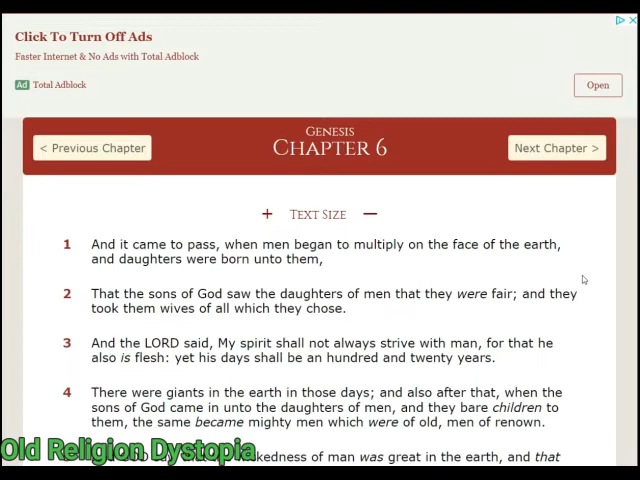 Click To Turn Off Ads
Faster Internet & No Ads with Total Adblock
Ad Total Adblock
Open
< Previous Chapter
Genesis
Chapter 6
Next Chapter >
+ Text Size −
1 And it came to pass, when men began to multiply on the face of the earth,
and daughters were born unto them,
2 That the sons of God saw the daughters of men that they were fair; and they
took them wives of all which they chose.
3 And the LORD said, My spirit shall not always strive with man, for that he
also is flesh: yet his days shall be an hundred and twenty years.
4 There were giants in the earth in those days; and also after that, when the
sons of God came in unto the daughters of men, and they bare children to
them, the same became mighty men which were of old, men of renown.
of man was great in the earth, and that
Old Religion Dystopia